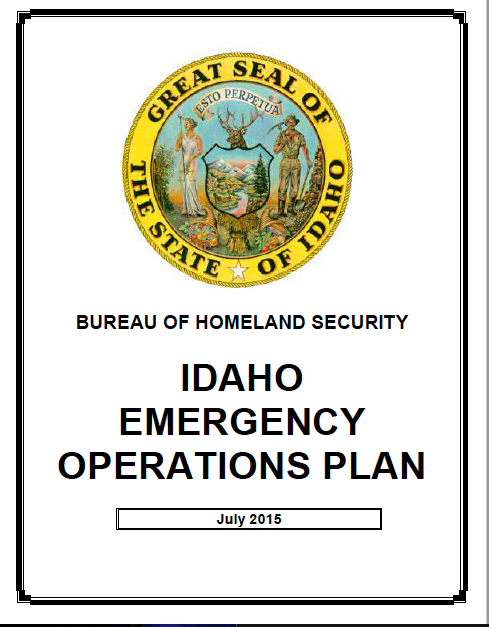 GREAT SEAL OF
THE STATE OF IDAHO
ESTO PERPETUA
BUREAU OF HOMELAND SECURITY
IDAHO
EMERGENCY
OPERATIONS PLAN
July 2015